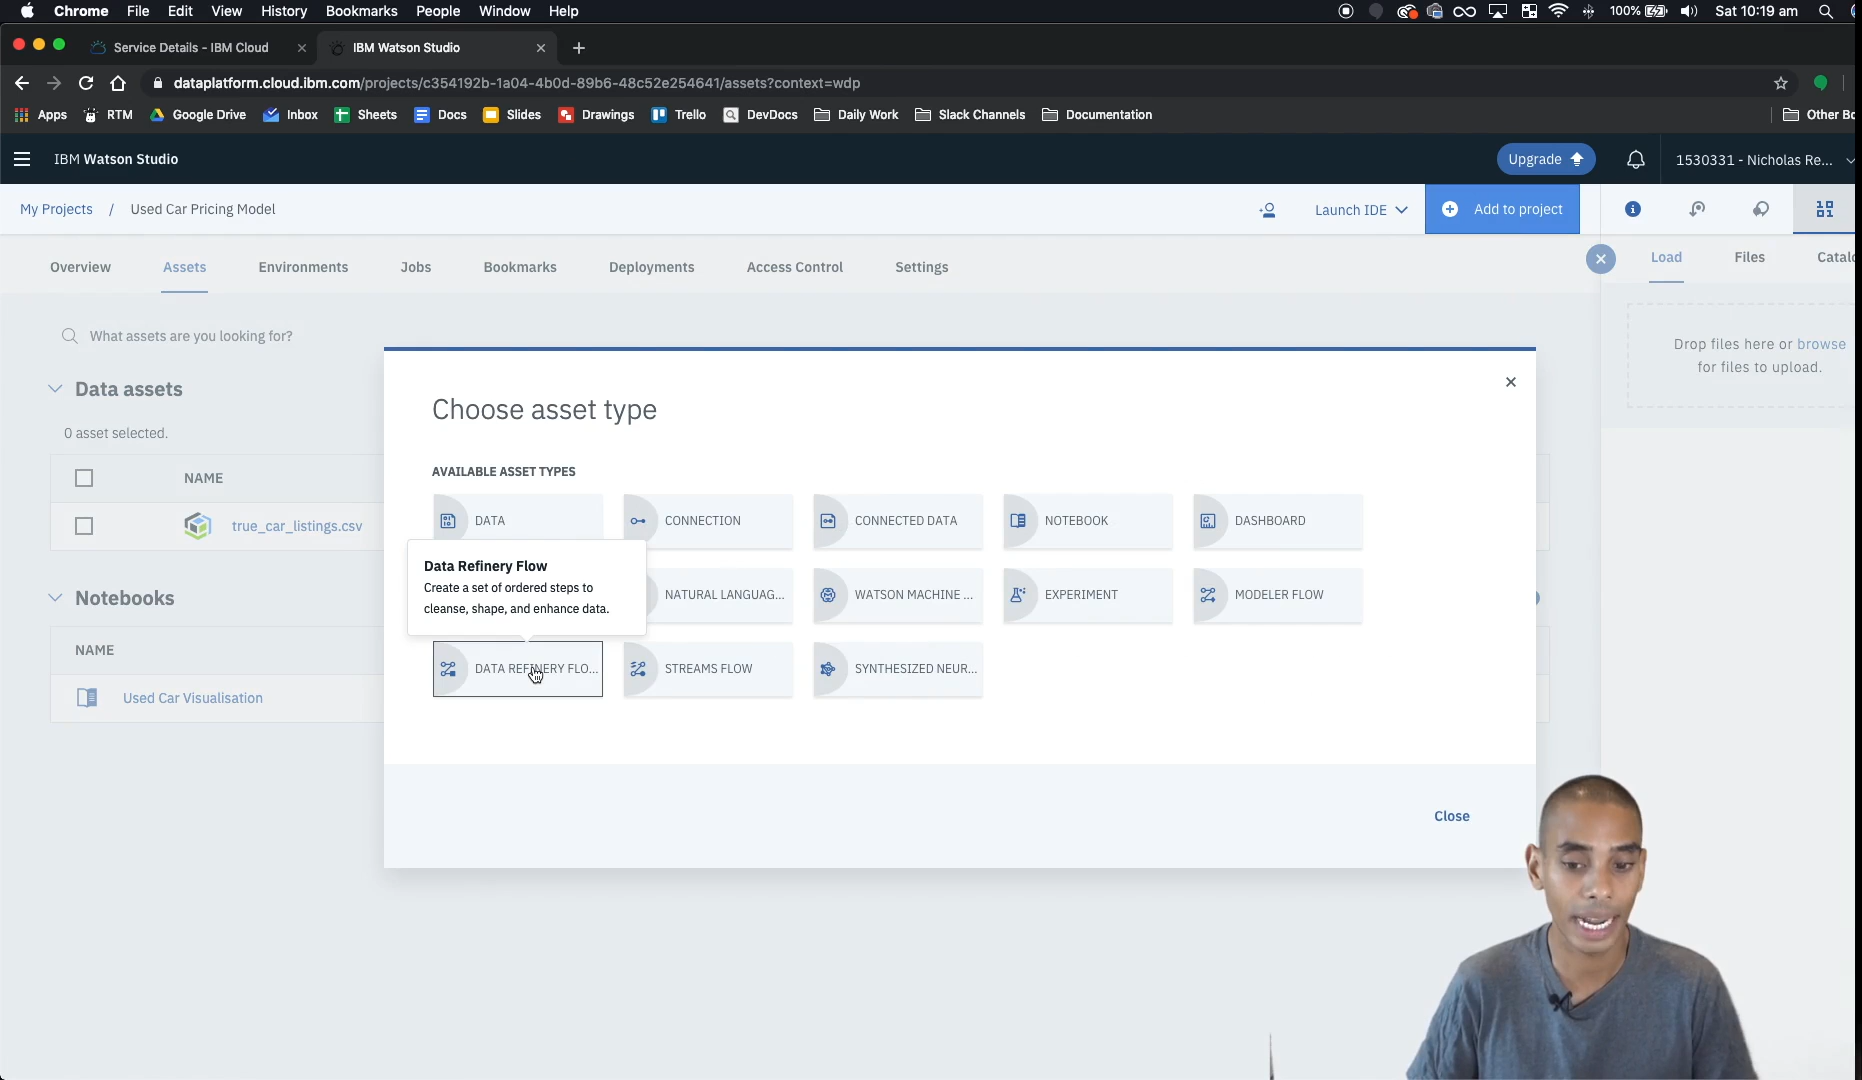 Chrome File Edit View History Bookmarks People Window Help 100% Sat 10:19 am
Service Details - IBM Cloud IBM Watson Studio
dataplatform.cloud.ibm.com/projects/c354192b-1a04-4b0d-89b6-48c52e254641/assets?context=wdp
Apps RTM Google Drive Inbox Sheets Docs Slides Drawings Trello DevDocs Daily Work Slack Channels Documentation Other Bo
IBM Watson Studio Upgrade 1530331 - Nicholas Re...
My Projects / Used Car Pricing Model Launch IDE Add to project
Overview Assets Environments Jobs Bookmarks Deployments Access Control Settings Load Files Catalo
What assets are you looking for?
Drop files here or browse
for files to upload.
Data assets
0 asset selected.
NAME
true_car_listings.csv
Notebooks
NAME
Used Car Visualisation
Choose asset type
AVAILABLE ASSET TYPES
DATA CONNECTION CONNECTED DATA NOTEBOOK DASHBOARD
Data Refinery Flow
Create a set of ordered steps to
cleanse, shape, and enhance data.
NATURAL LANGUAG... WATSON MACHINE ... EXPERIMENT MODELER FLOW
DATA REFINERY FLO... STREAMS FLOW SYNTHESIZED NEUR...
Close